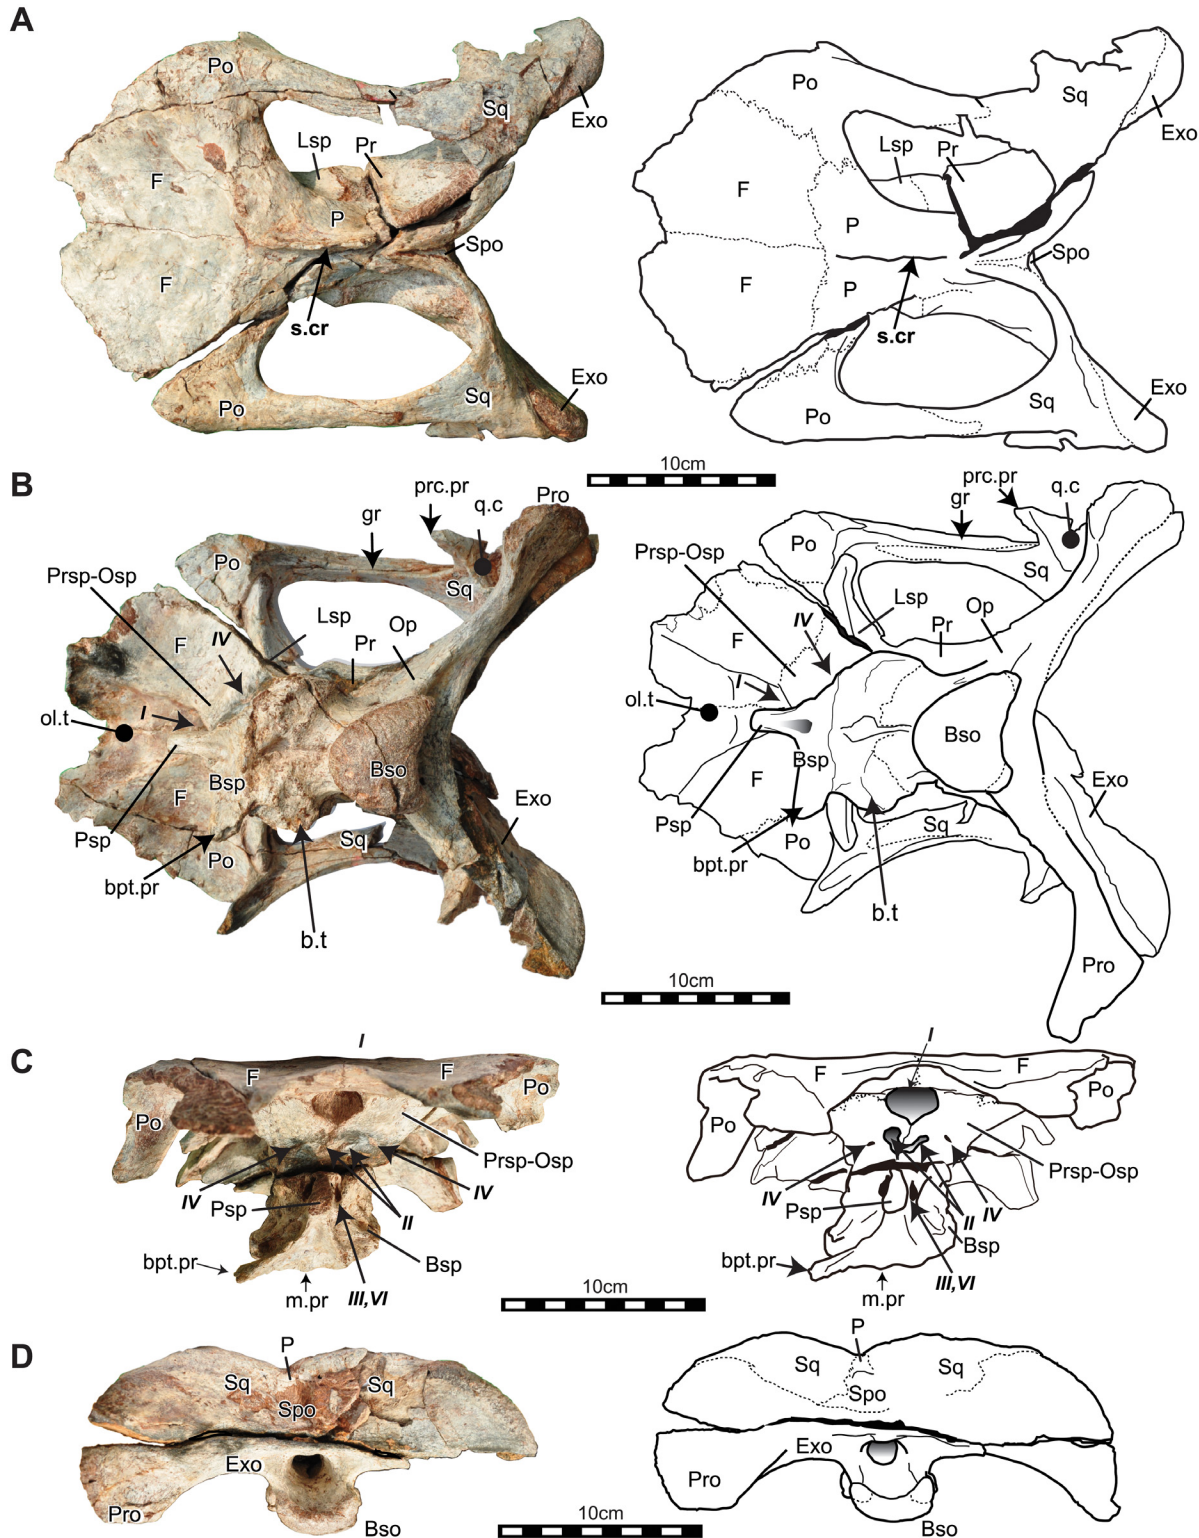 A
Po
Sq
Exo
Lsp
Pr
F
P
Spo
F
s.cr
Po
Sq
Exo
Po
Sq
Exo
Lsp
Pr
F
P
Spo
F
P
s.cr
Exo
Sq
Po
10cm
B
prc.pr
q.c
Pro
gr
Po
Sq
Prsp-Osp
Lsp
Op
F
IV
Pr
I
ol.t
Bso
Bsp
F
Exo
Psp
Sq
Po
bpt.pr
b.t
prc.pr
q.c
gr
Po
Prsp-Osp
Sq
Lsp
Op
IV
F
Pr
I
ol.t
Bso
Bsp
F
Exo
Psp
Sq
Po
bpt.pr
b.t
Pro
10cm
C
I
F
F
Po
Po
Prsp-Osp
IV
IV
Psp
II
Bsp
bpt.pr
III,VI
m.pr
I
F
F
Po
Po
Prsp-Osp
IV
IV
Psp
II
Bsp
bpt.pr
III,VI
m.pr
10cm
D
P
Sq
Sq
Spo
Exo
Pro
Bso
P
Sq
Sq
Spo
Exo
Pro
Bso
10cm